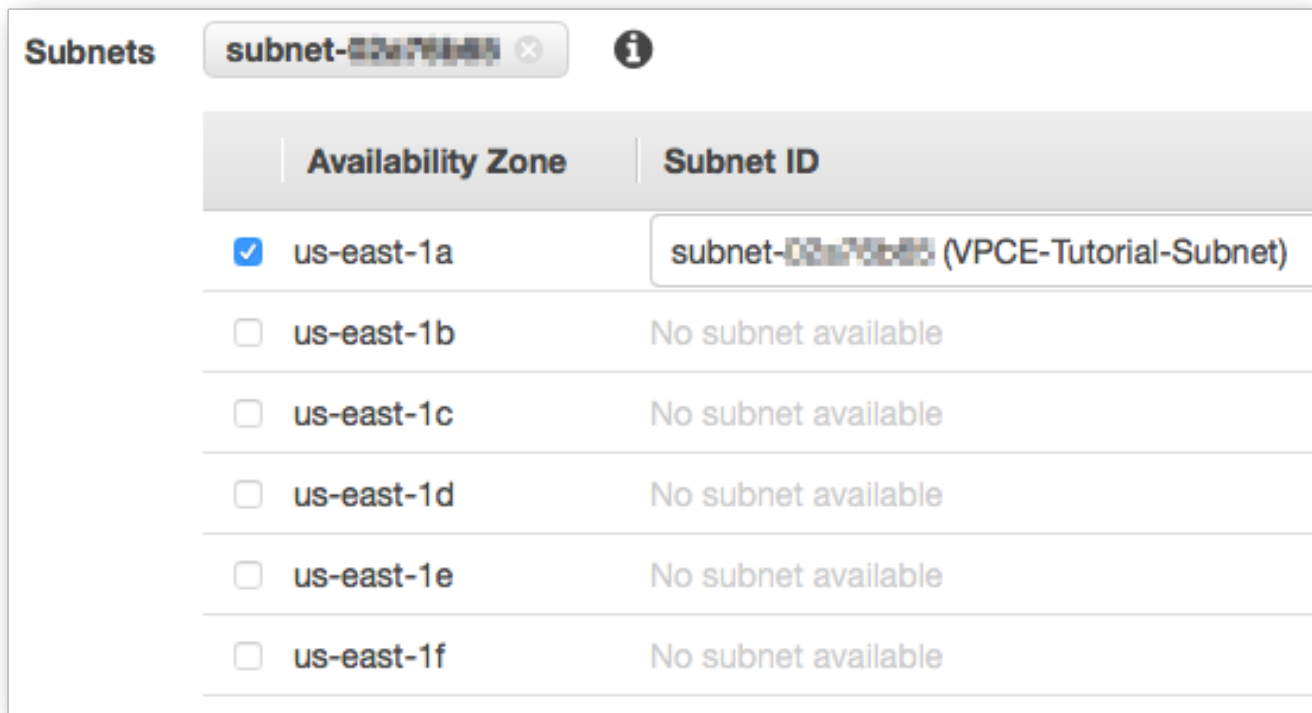 Subnets subnet-
Availability Zone Subnet ID
us-east-1a subnet- (VPCE-Tutorial-Subnet)
us-east-1b No subnet available
us-east-1c No subnet available
us-east-1d No subnet available
us-east-1e No subnet available
us-east-1f No subnet available